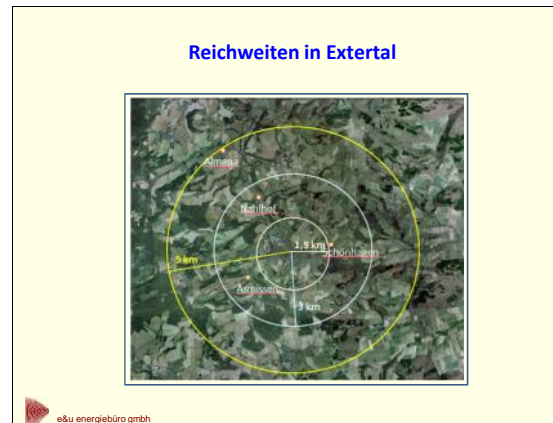 Reichweiten in Extertal
Almena
Nahlhof
1,9 km
Schönhagen
5 km
Asmissen
3 km
e&u energiebüro gmbh